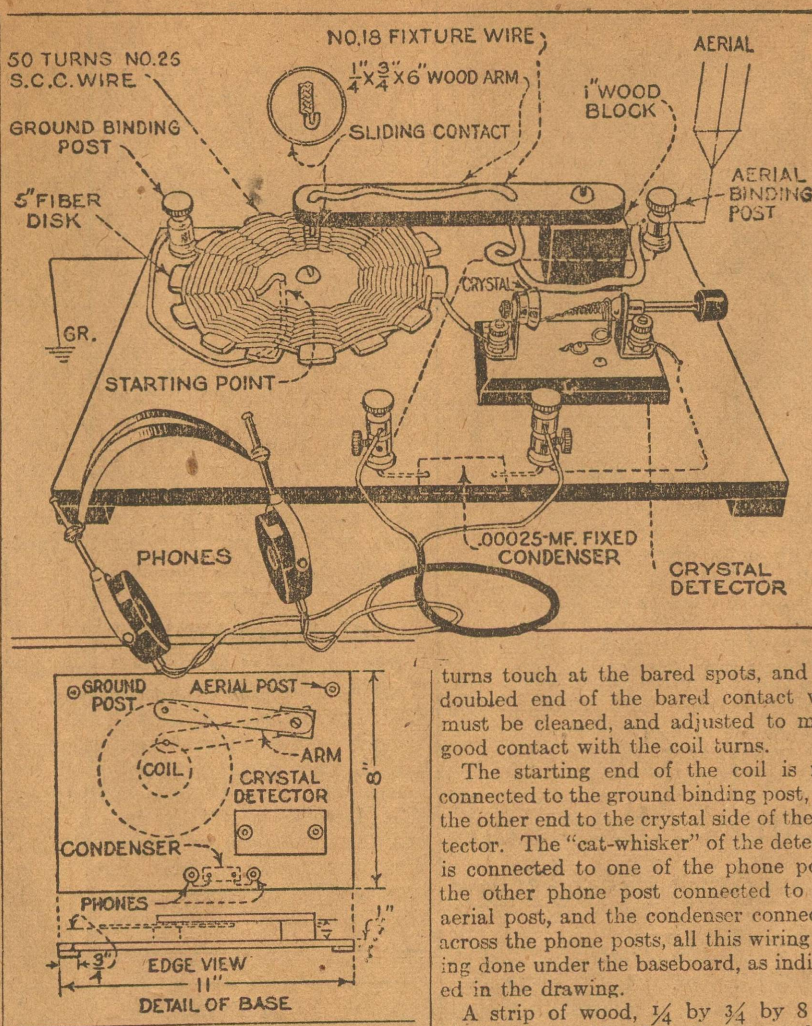 NO.18 FIXTURE WIRE
AERIAL
50 TURNS NO.26
S.C.C. WIRE
1/4"X3/4"X6" WOOD ARM
1" WOOD
BLOCK
GROUND BINDING
POST
SLIDING CONTACT
AERIAL
BINDING
POST
5" FIBER
DISK
CRYSTAL
GR.
STARTING POINT
PHONES
.00025-MF. FIXED
CONDENSER
CRYSTAL
DETECTOR
GROUND
POST
AERIAL POST
ARM
COIL
8"
CRYSTAL
DETECTOR
CONDENSER
PHONES
1"
3/4"
EDGE VIEW
11"
DETAIL OF BASE
turns touch at the bared spots, and
doubled end of the bared contact
must be cleaned, and adjusted to
good contact with the coil turns.
The starting end of the coil is
connected to the ground binding post,
the other end to the crystal side of the
tector. The "cat-whisker" of the
is connected to one of the phone
the other phone post connected to
aerial post, and the condenser
across the phone posts, all this wiring
ing done under the baseboard, as
ed in the drawing.
A strip of wood, 1/4 by 3/4 by 8